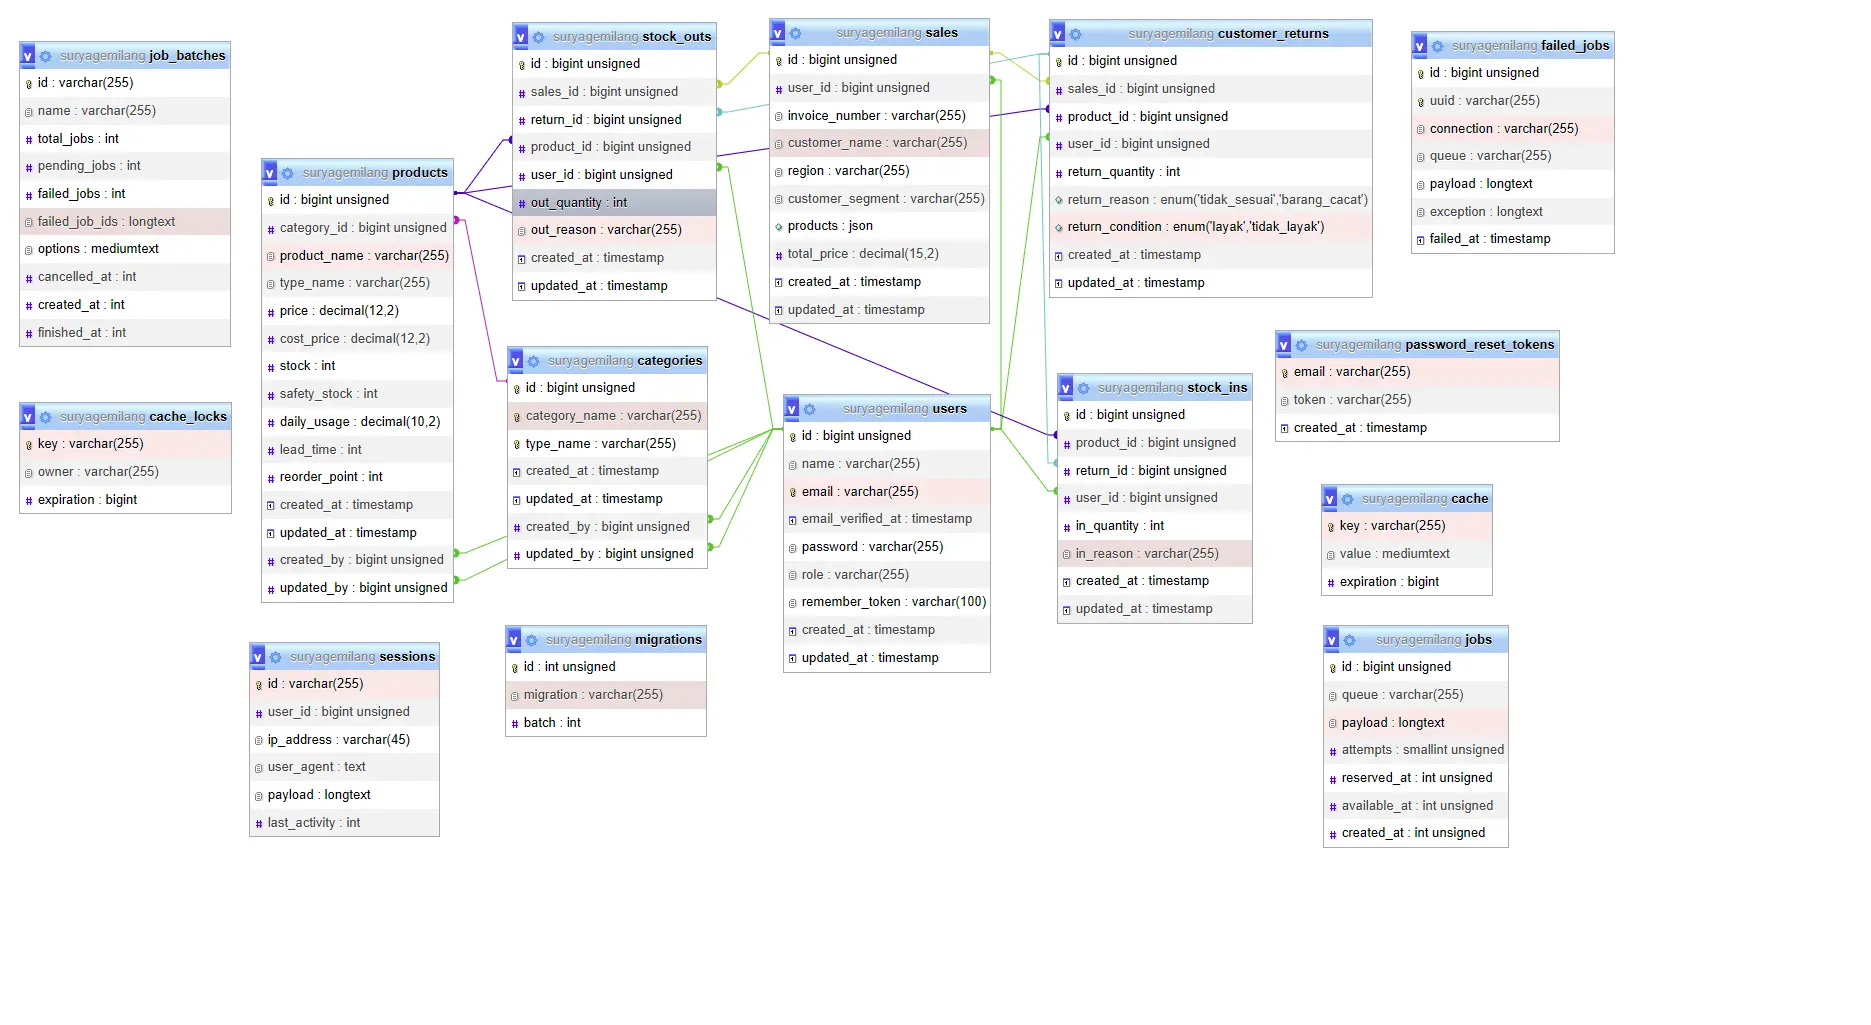 v suryagemilang job_batches
id : varchar(255)
name : varchar(255)
# total_jobs : int
# pending_jobs : int
# failed_jobs : int
failed_job_ids : longtext
options : mediumtext
# cancelled_at : int
# created_at : int
# finished_at : int
v suryagemilang cache_locks
key : varchar(255)
owner : varchar(255)
# expiration : bigint
v suryagemilang products
id : bigint unsigned
# category_id : bigint unsigned
product_name : varchar(255)
type_name : varchar(255)
# price : decimal(12,2)
# cost_price : decimal(12,2)
# stock : int
# safety_stock : int
# daily_usage : decimal(10,2)
# lead_time : int
# reorder_point : int
created_at : timestamp
updated_at : timestamp
# created_by : bigint unsigned
# updated_by : bigint unsigned
v suryagemilang sessions
id : varchar(255)
# user_id : bigint unsigned
ip_address : varchar(45)
user_agent : text
payload : longtext
# last_activity : int
v suryagemilang stock_outs
id : bigint unsigned
# sales_id : bigint unsigned
# return_id : bigint unsigned
# product_id : bigint unsigned
# user_id : bigint unsigned
# out_quantity : int
out_reason : varchar(255)
created_at : timestamp
updated_at : timestamp
v suryagemilang categories
id : bigint unsigned
category_name : varchar(255)
type_name : varchar(255)
created_at : timestamp
updated_at : timestamp
# created_by : bigint unsigned
# updated_by : bigint unsigned
v suryagemilang migrations
id : int unsigned
migration : varchar(255)
# batch : int
v suryagemilang sales
id : bigint unsigned
# user_id : bigint unsigned
invoice_number : varchar(255)
customer_name : varchar(255)
region : varchar(255)
customer_segment : varchar(255)
products : json
# total_price : decimal(15,2)
created_at : timestamp
updated_at : timestamp
v suryagemilang users
id : bigint unsigned
name : varchar(255)
email : varchar(255)
email_verified_at : timestamp
password : varchar(255)
role : varchar(255)
remember_token : varchar(100)
created_at : timestamp
updated_at : timestamp
v suryagemilang customer_returns
id : bigint unsigned
# sales_id : bigint unsigned
# product_id : bigint unsigned
# user_id : bigint unsigned
# return_quantity : int
return_reason : enum('tidak_sesuai','barang_cacat')
return_condition : enum('layak','tidak_layak')
created_at : timestamp
updated_at : timestamp
v suryagemilang stock_ins
id : bigint unsigned
# product_id : bigint unsigned
# return_id : bigint unsigned
# user_id : bigint unsigned
# in_quantity : int
in_reason : varchar(255)
created_at : timestamp
updated_at : timestamp
v suryagemilang failed_jobs
id : bigint unsigned
uuid : varchar(255)
connection : varchar(255)
queue : varchar(255)
payload : longtext
exception : longtext
failed_at : timestamp
v suryagemilang password_reset_tokens
email : varchar(255)
token : varchar(255)
created_at : timestamp
v suryagemilang cache
key : varchar(255)
value : mediumtext
# expiration : bigint
v suryagemilang jobs
id : bigint unsigned
queue : varchar(255)
payload : longtext
# attempts : smallint unsigned
# reserved_at : int unsigned
# available_at : int unsigned
# created_at : int unsigned